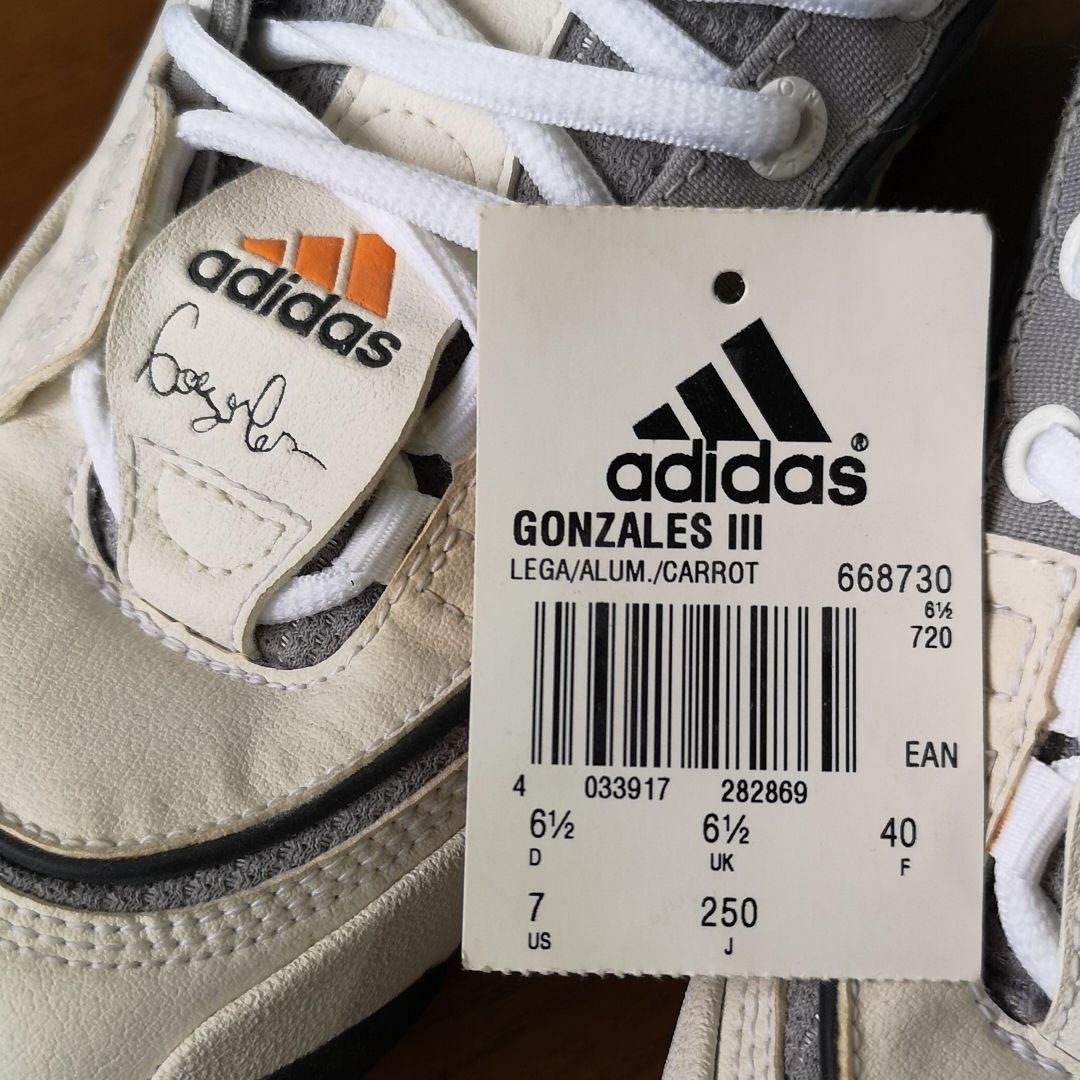 adidas
Gonzales
adidas®
GONZALES III
LEGA/ALUM./CARROT 668730
6½
720
EAN
4 033917 282869
6½ 6½ 40
D UK F
7 250
US J